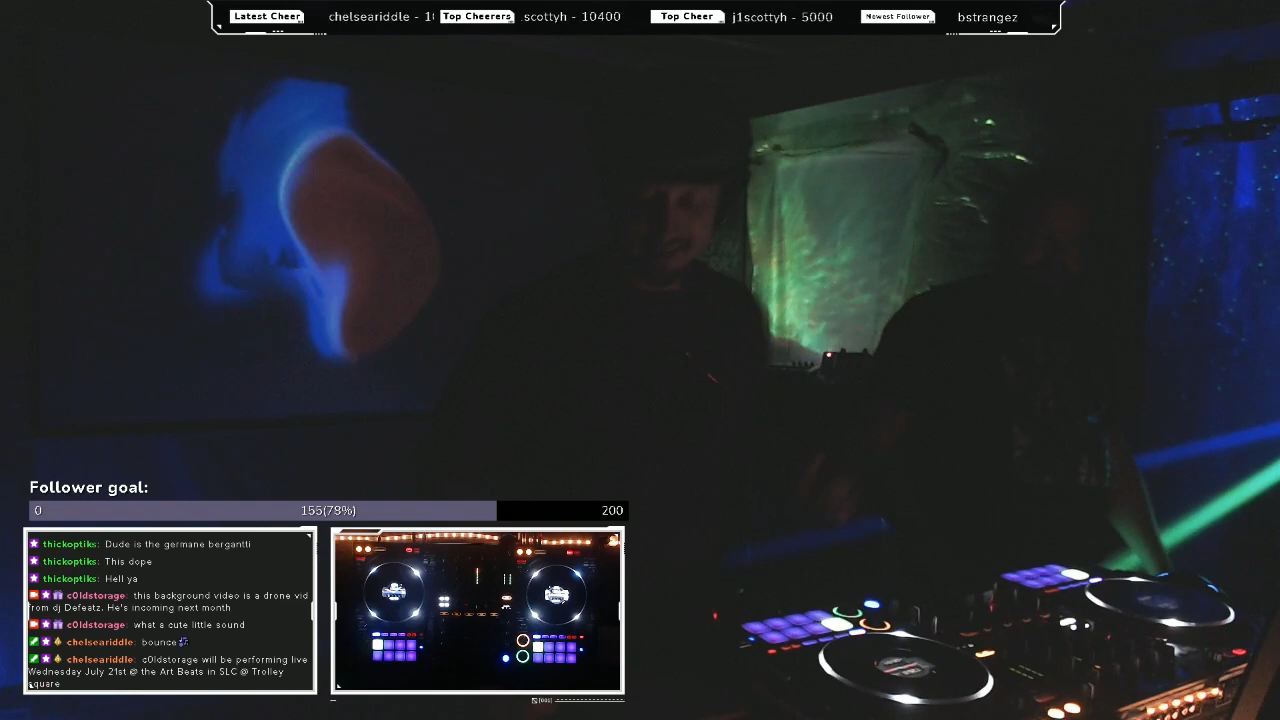 Latest Cheer
chelseariddle - 1
Top Cheerers
.scottyh - 10400
Top Cheer
j1scottyh - 5000
Newest Follower
bstrangez
Follower goal:
0
155(79%)
200
thickoptiks: Dude is the germane bergantti
thickoptiks: This dope
thickoptiks: Hell ya
c0ldstorage: this background video is a drone vid
from dj Defeatz. He's incoming next month
c0ldstorage: what a cute little sound
chelseariddle: bounce
chelseariddle: c0ldstorage will be performing live
Wednesday July 21st @ the Art Beats in SLC @ Trolley
square